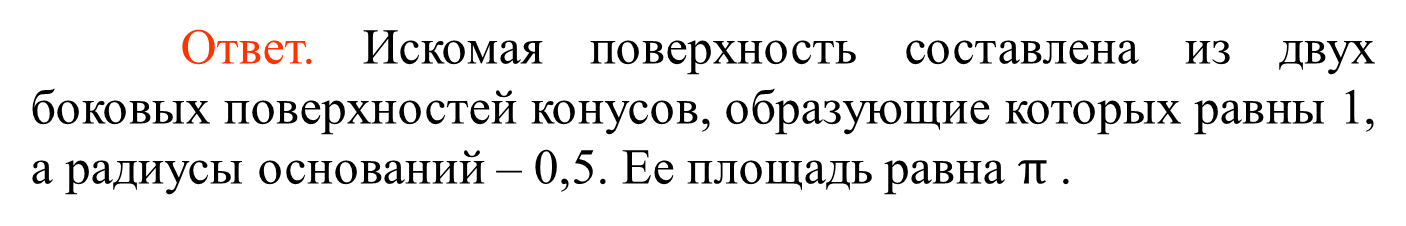 Ответ. Искомая поверхность составлена из двух
боковых поверхностей конусов, образующие которых равны 1,
а радиусы оснований – 0,5. Ее площадь равна π .